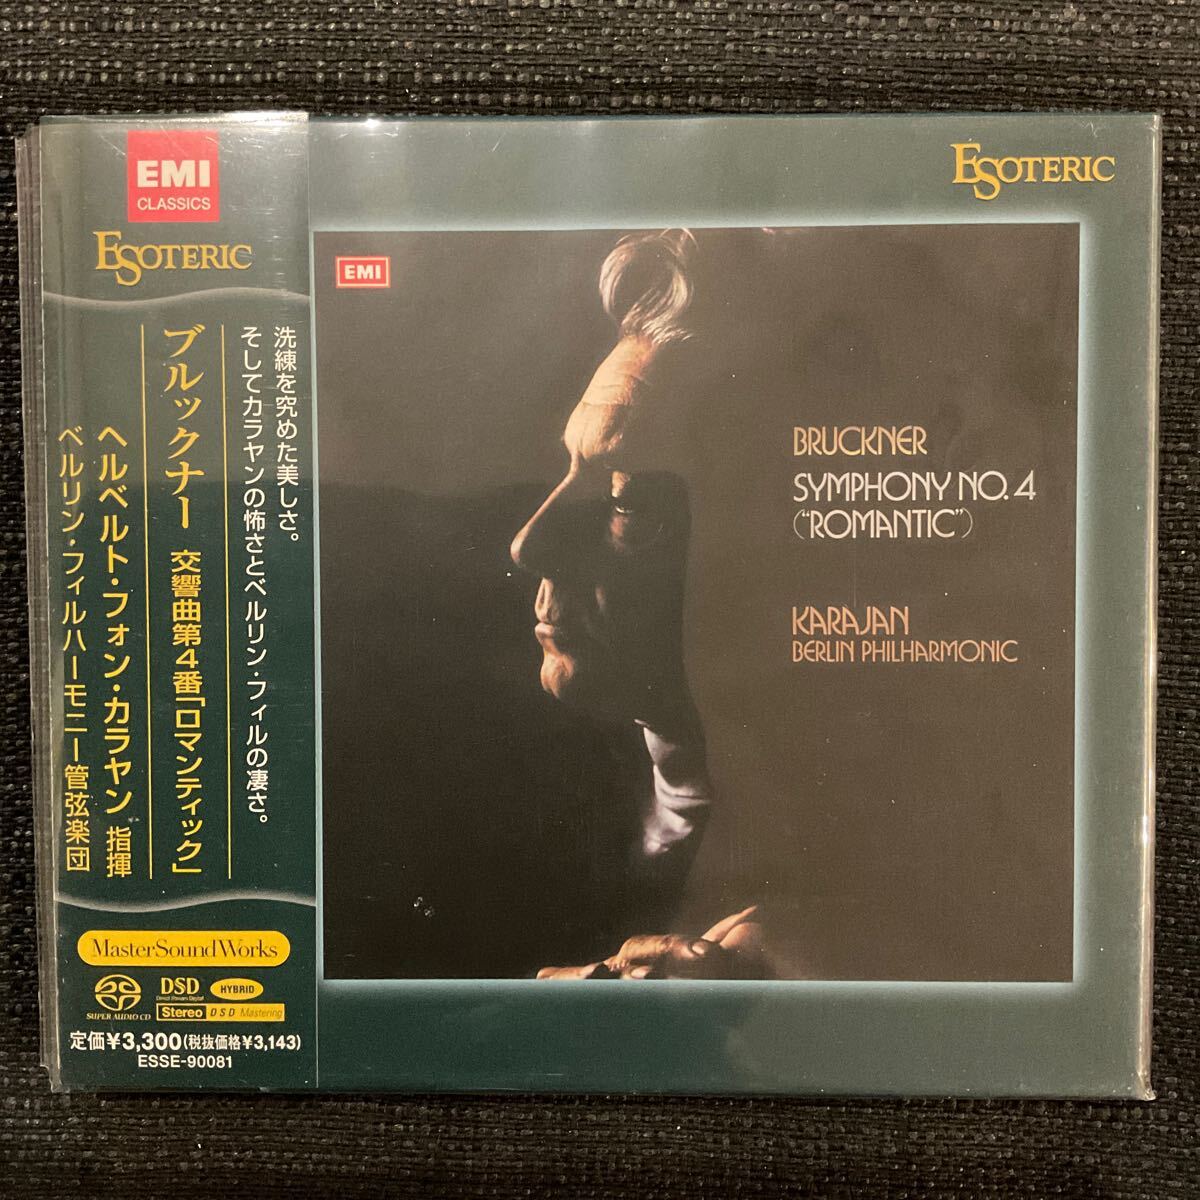 EMI
CLASSICS
ESOTERIC
洗練を究めた美しさ。
そしてカラヤンの怖さとベルリン・フィルの凄さ。
ブルックナー 交響曲第4番「ロマンティック」
ヘルベルト・フォン・カラヤン 指揮
ベルリン・フィルハーモニー管弦楽団
MasterSoundWorks
SUPER AUDIO CD
DSD
Direct Stream Digital
HYBRID
Stereo DSD Mastering
定価¥3,300(税抜価格¥3,143)
ESSE-90081
ESOTERIC
EMI
BRUCKNER
SYMPHONY NO.4
("ROMANTIC")
KARAJAN
BERLIN PHILHARMONIC